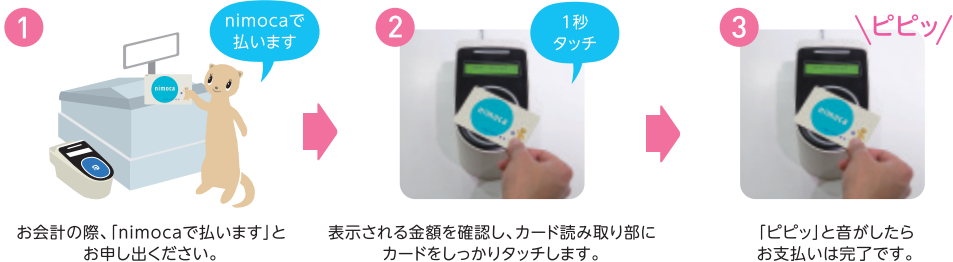 1
nimocaで
払います
nimoca
お会計の際、「nimocaで払います」と
お申し出ください。
2
1秒
タッチ
nimoca
表示される金額を確認し、カード読み取り部に
カードをしっかりタッチします。
3
ピピッ
nimoca
「ピピッ」と音がしたら
お支払いは完了です。